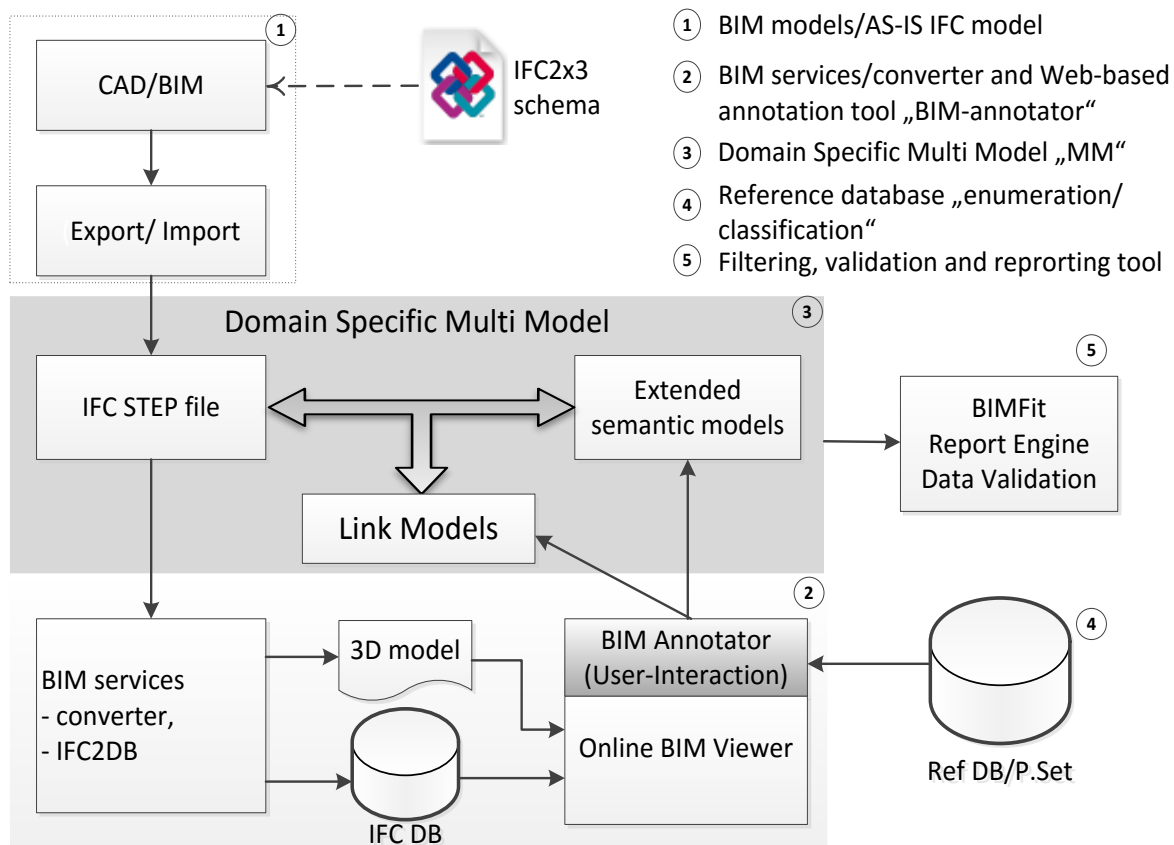 1
CAD/BIM
IFC2x3
schema
Export/ Import
1 BIM models/AS-IS IFC model
2 BIM services/converter and Web-based
annotation tool „BIM-annotator“
3 Domain Specific Multi Model „MM“
4 Reference database „enumeration/
classification“
5 Filtering, validation and reprorting tool
Domain Specific Multi Model
3
IFC STEP file
Extended
semantic models
Link Models
5
BIMFit
Report Engine
Data Validation
2
BIM services
- converter,
- IFC2DB
3D model
IFC DB
BIM Annotator
(User-Interaction)
Online BIM Viewer
4
Ref DB/P.Set